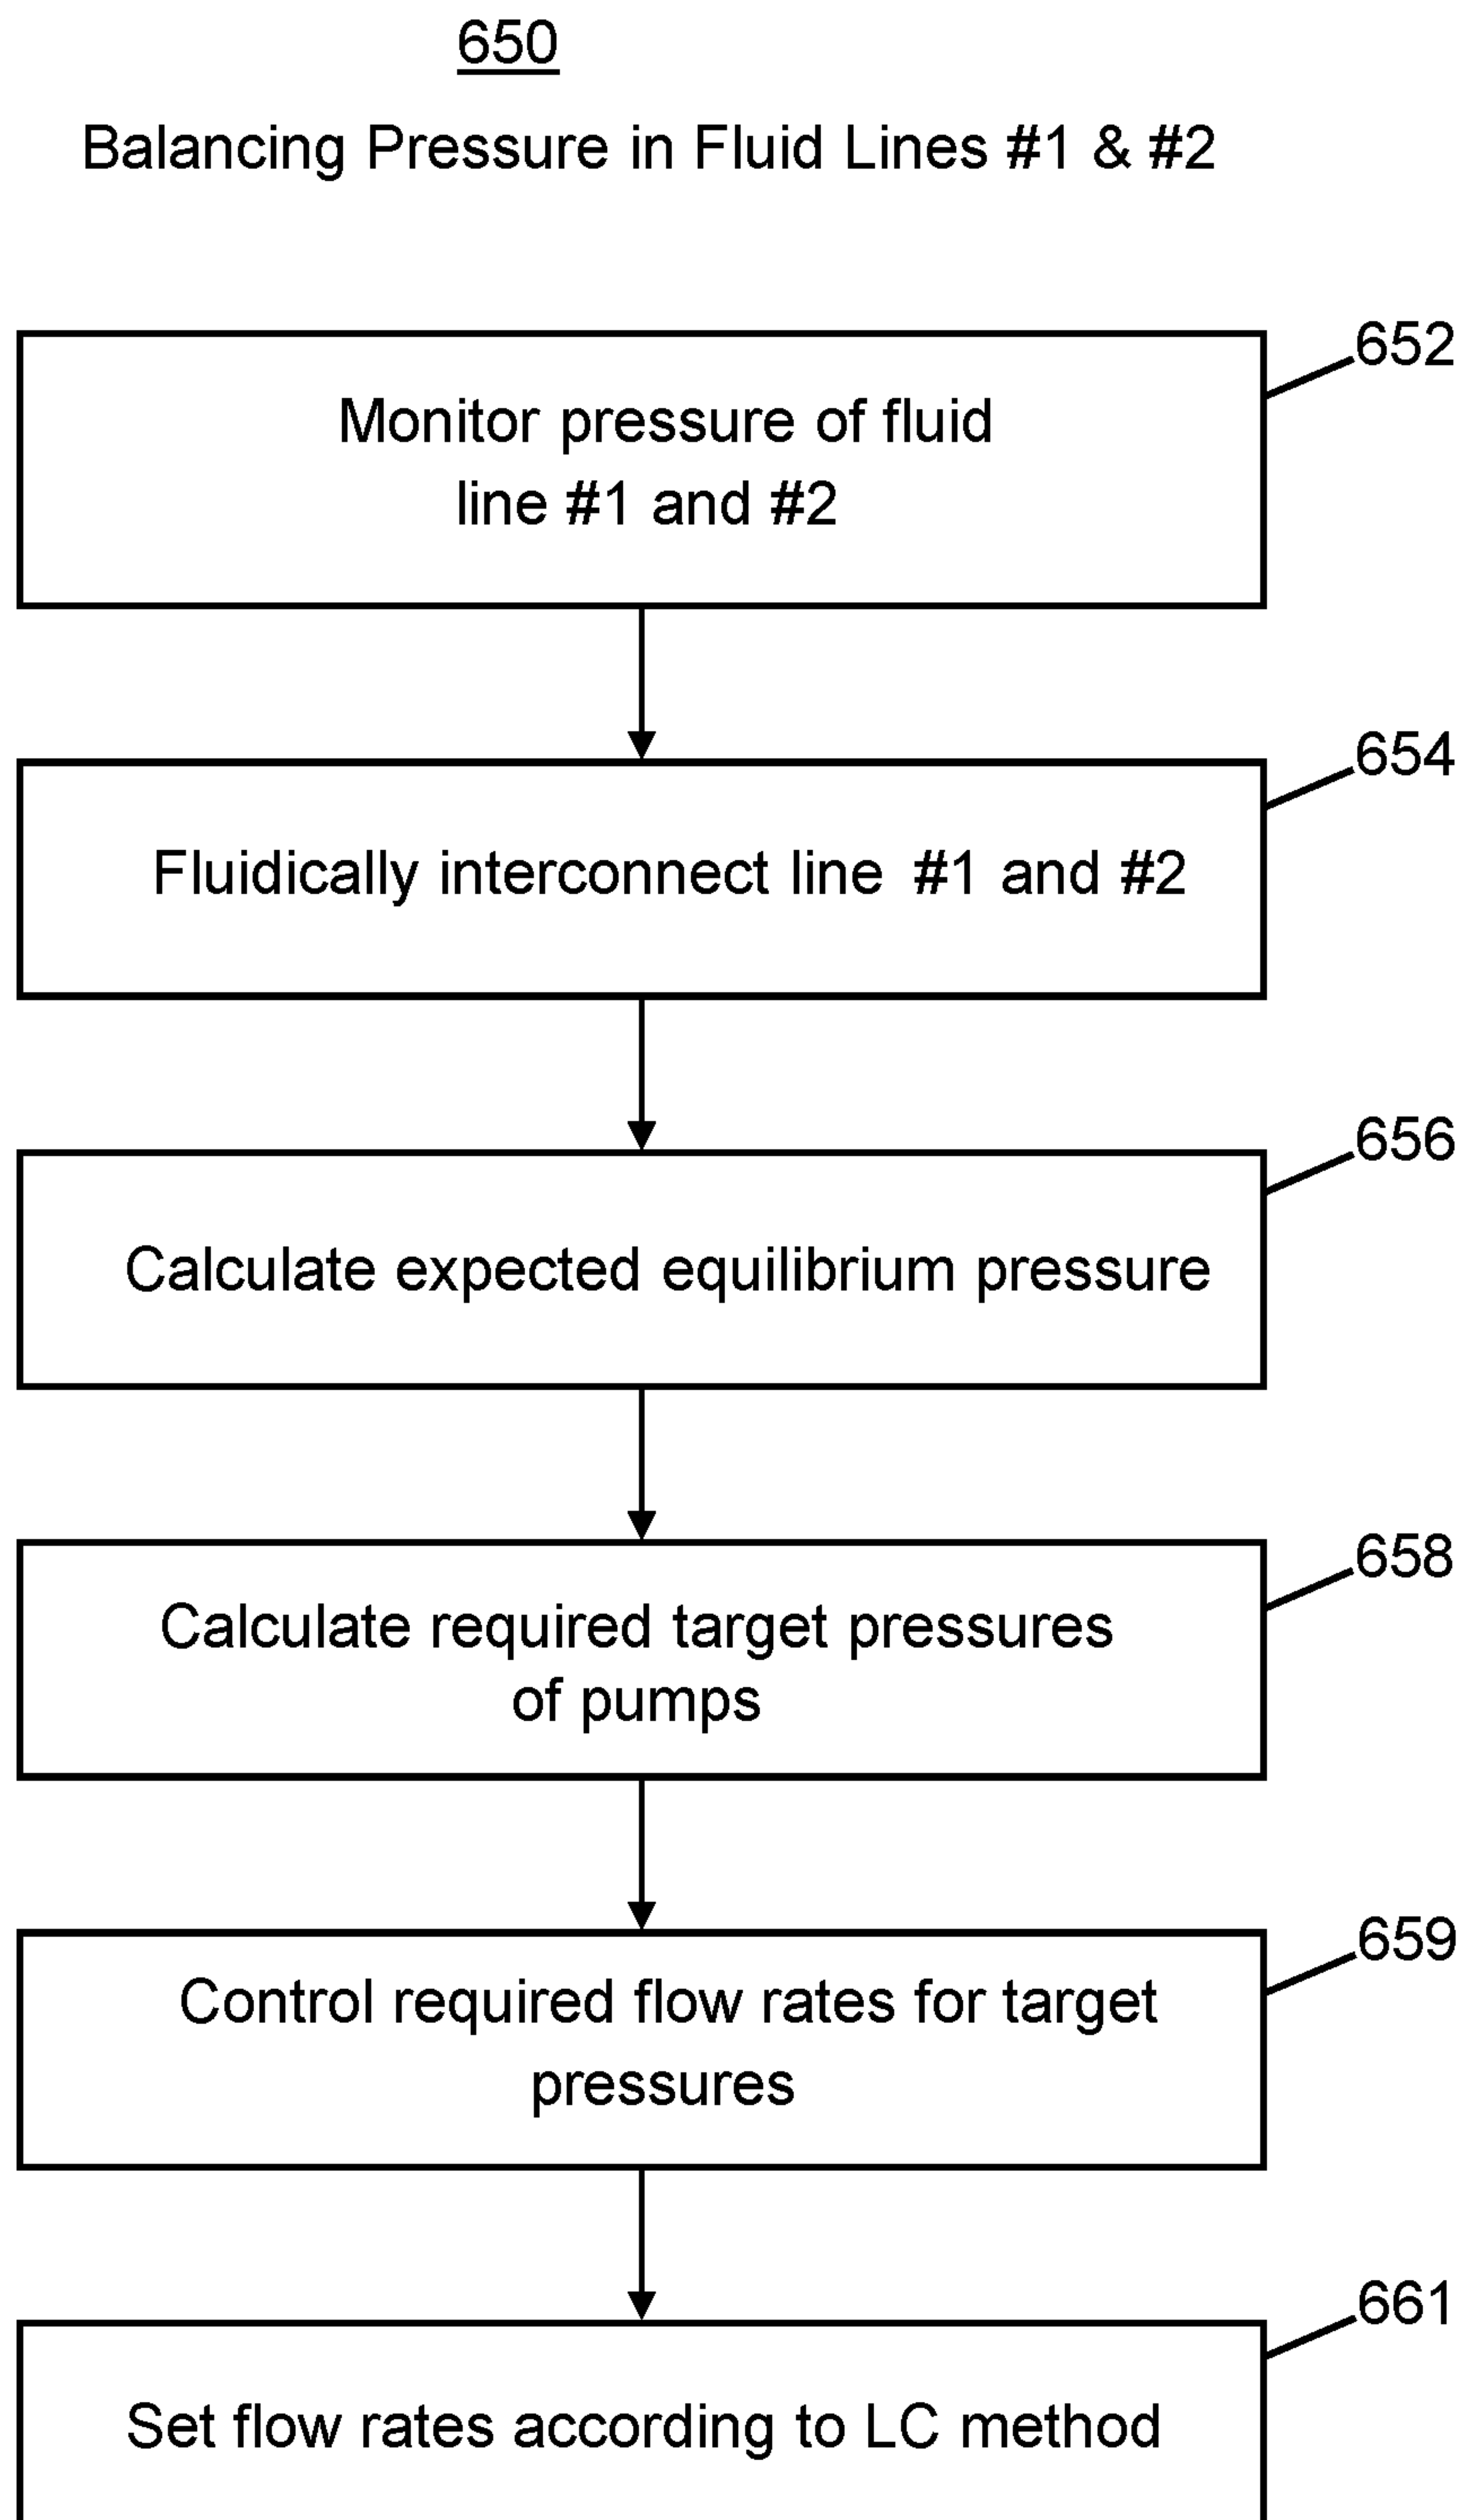 650
Balancing Pressure in Fluid Lines #1 & #2
652
Monitor pressure of fluid
line #1 and #2
654
Fluidically interconnect line #1 and #2
656
Calculate expected equilibrium pressure
658
Calculate required target pressures
of pumps
659
Control required flow rates for target
pressures
661
Set flow rates according to LC method